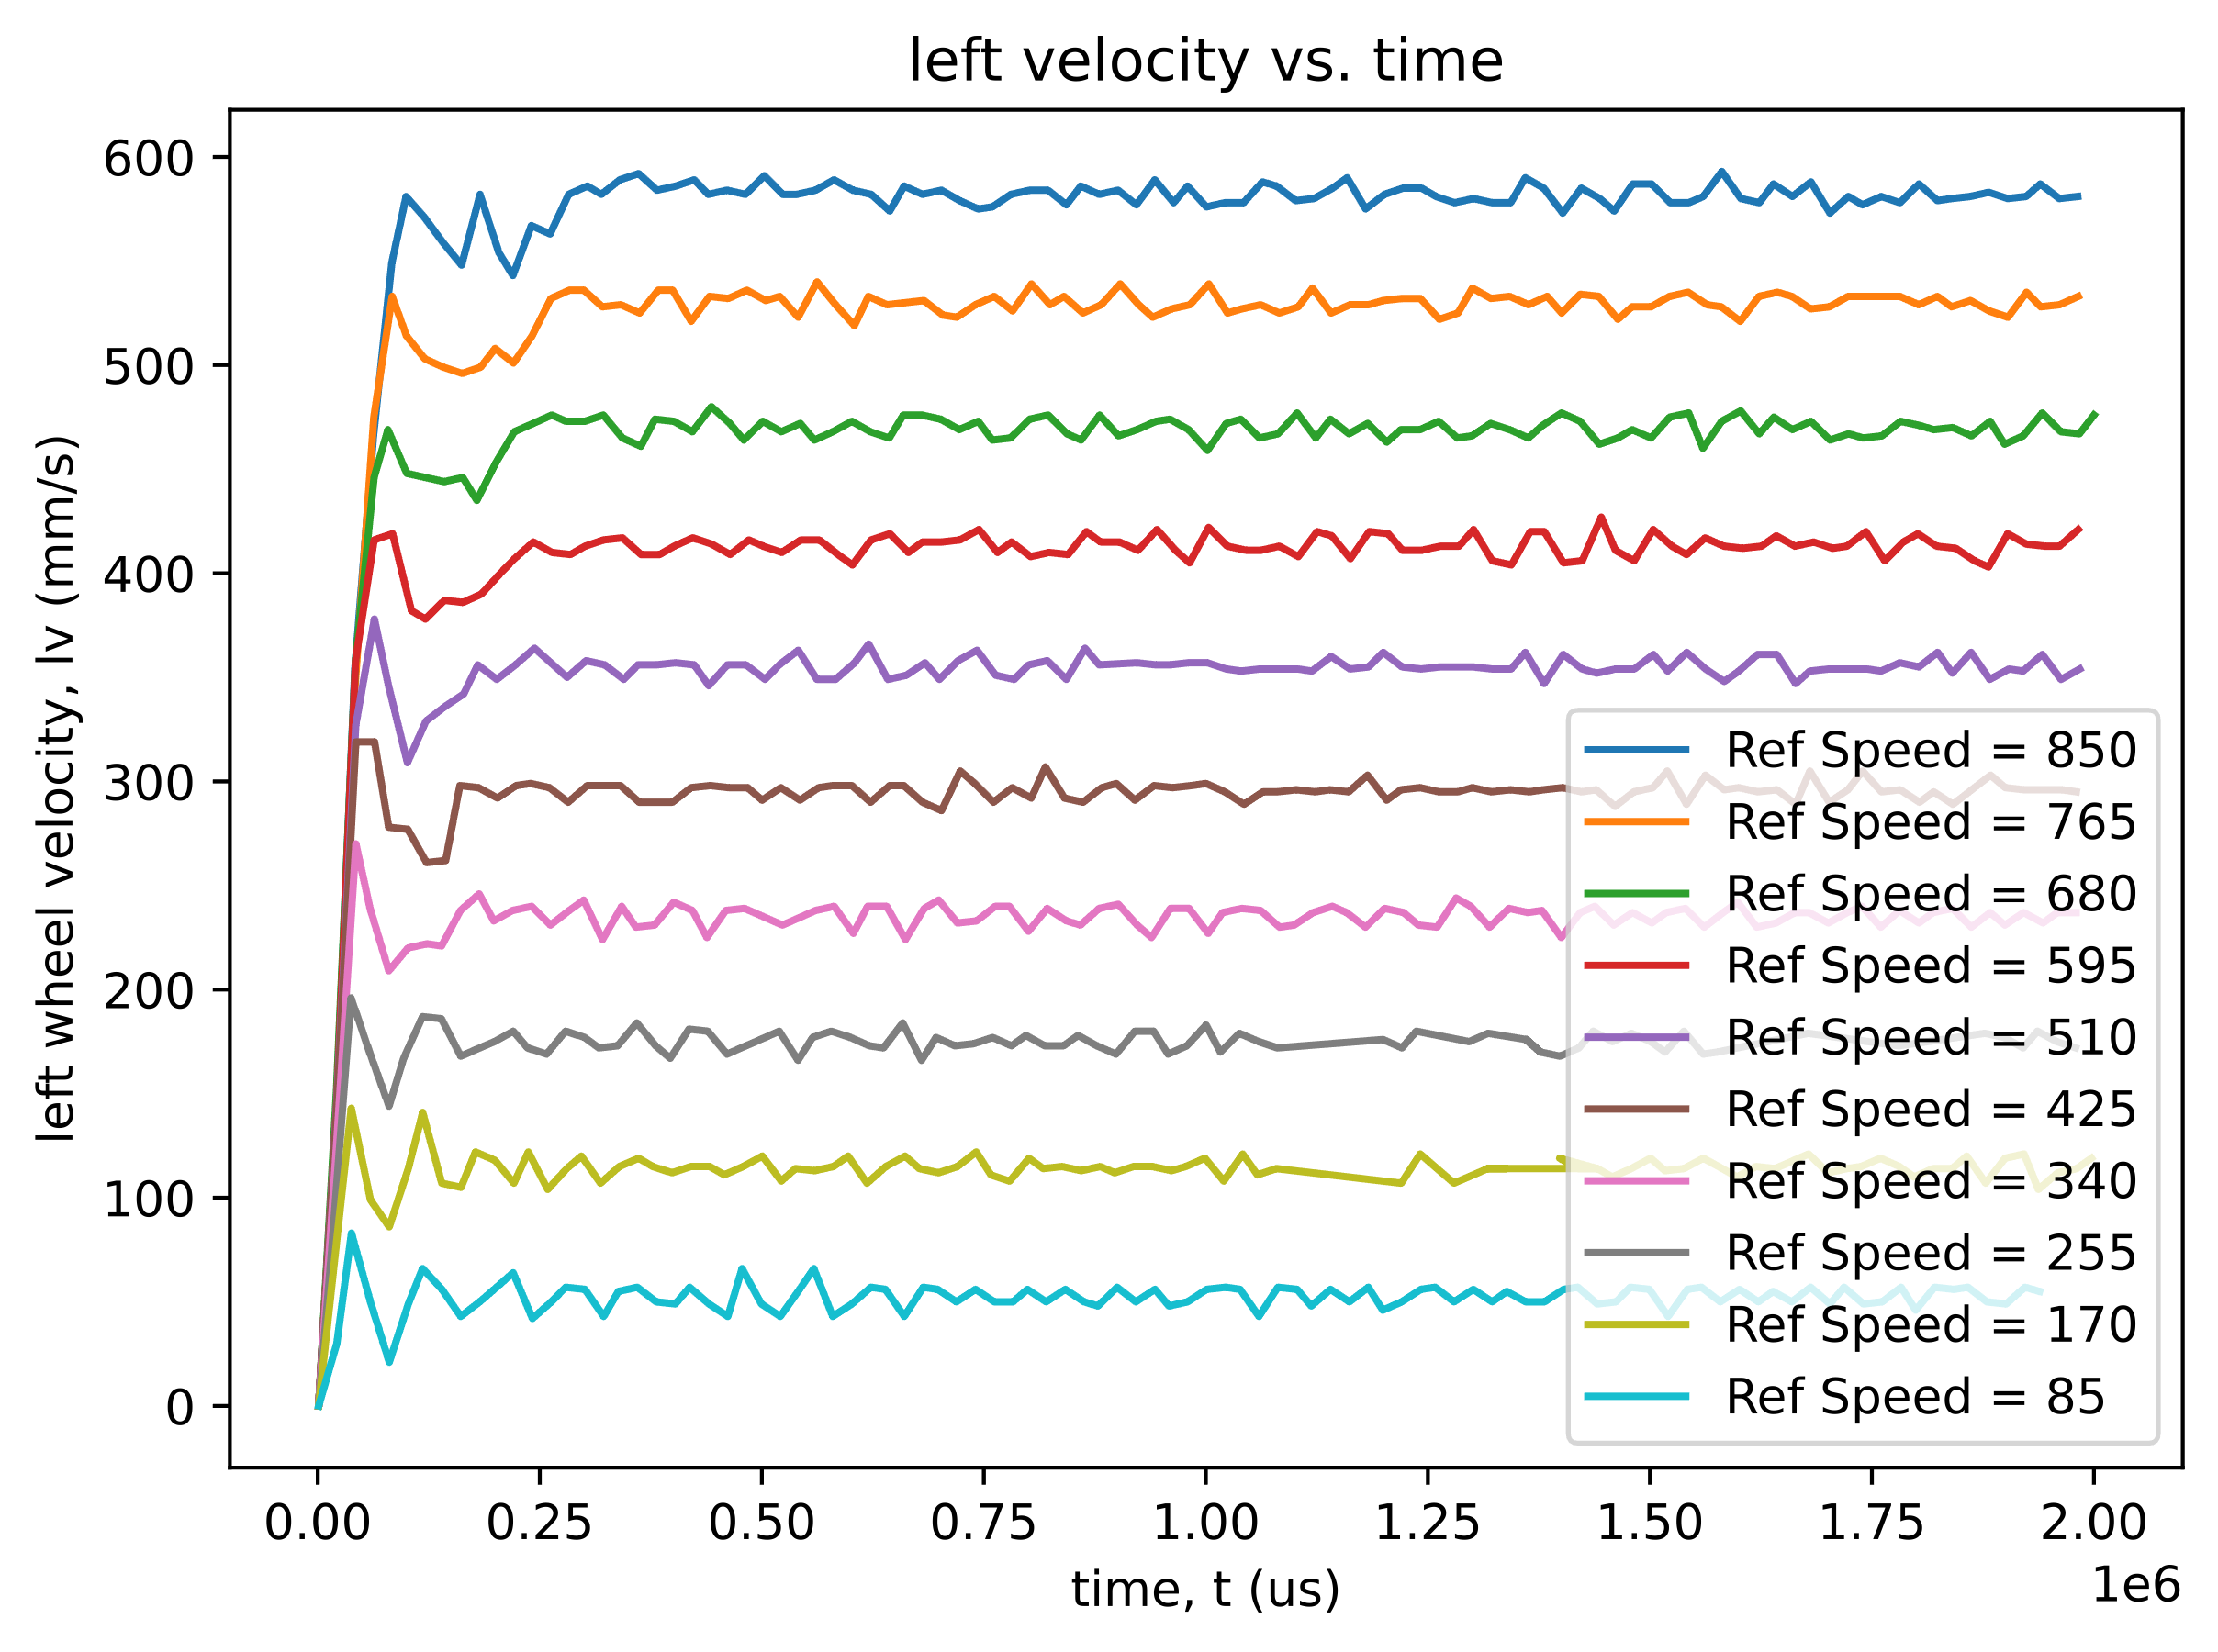 left velocity vs. time
600
500
400
300
200
100
0
left wheel velocity, lv (mm/s)
Ref Speed = 850
Ref Speed = 765
Ref Speed = 680
Ref Speed = 595
Ref Speed = 510
Ref Speed = 425
Ref Speed = 340
Ref Speed = 255
Ref Speed = 170
Ref Speed = 85
0.00 0.25 0.50 0.75 1.00 1.25 1.50 1.75 2.00
1e6
time, t (us)